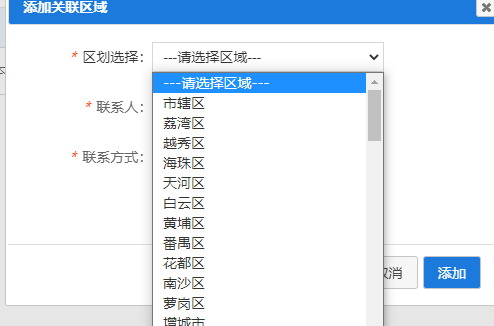 添加关联区域
* 区划选择： ---请选择区域---
---请选择区域---
* 联系人：
* 联系方式：
市辖区
荔湾区
越秀区
海珠区
天河区
白云区
黄埔区
番禺区
花都区
南沙区
萝岗区
增城市
取消
添加